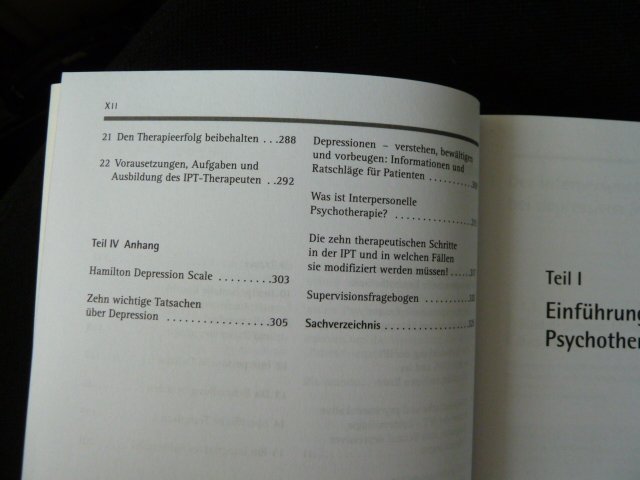 XII
21 Den Therapieerfolg beibehalten . . .288
22 Vorausetzungen, Aufgaben und
Ausbildung des IPT-Therapeuten . .292
Teil IV Anhang
Hamilton Depression Scale . . . . . . . . .303
Zehn wichtige Tatsachen
über Depression . . . . . . . . . . . . . . . . .305
Depressionen – verstehen, bewältigen
und vorbeugen: Informationen und
Ratschläge für Patienten . . . . . . . . .
Was ist Interpersonelle
Psychotherapie? . . . . . . . . . . . . . .
Die zehn therapeutischen Schritte
in der IPT und in welchen Fällen
sie modifiziert werden müssen! . . . . .
Supervisionsfragebogen . . . . . . . . .
Sachverzeichnis . . . . . . . . . . . . . . .
Teil I
Einführung
Psychother